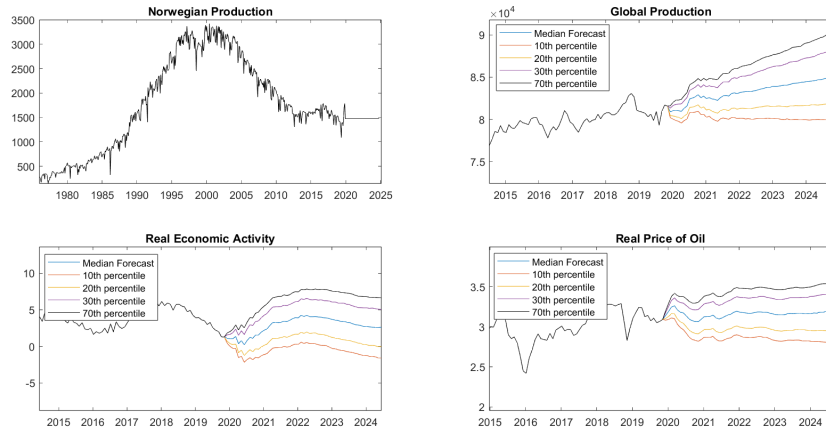 Norwegian Production
3500
3000
2500
2000
1500
1000
500
1980 1985 1990 1995 2000 2005 2010 2015 2020 2025
Global Production
×10⁴
9
8.5
8
7.5
Median Forecast
10th percentile
20th percentile
30th percentile
70th percentile
2015 2016 2017 2018 2019 2020 2021 2022 2023 2024
Real Economic Activity
10
5
0
-5
Median Forecast
10th percentile
20th percentile
30th percentile
70th percentile
2015 2016 2017 2018 2019 2020 2021 2022 2023 2024
Real Price of Oil
3.5
3
2.5
2
Median Forecast
10th percentile
20th percentile
30th percentile
70th percentile
2015 2016 2017 2018 2019 2020 2021 2022 2023 2024